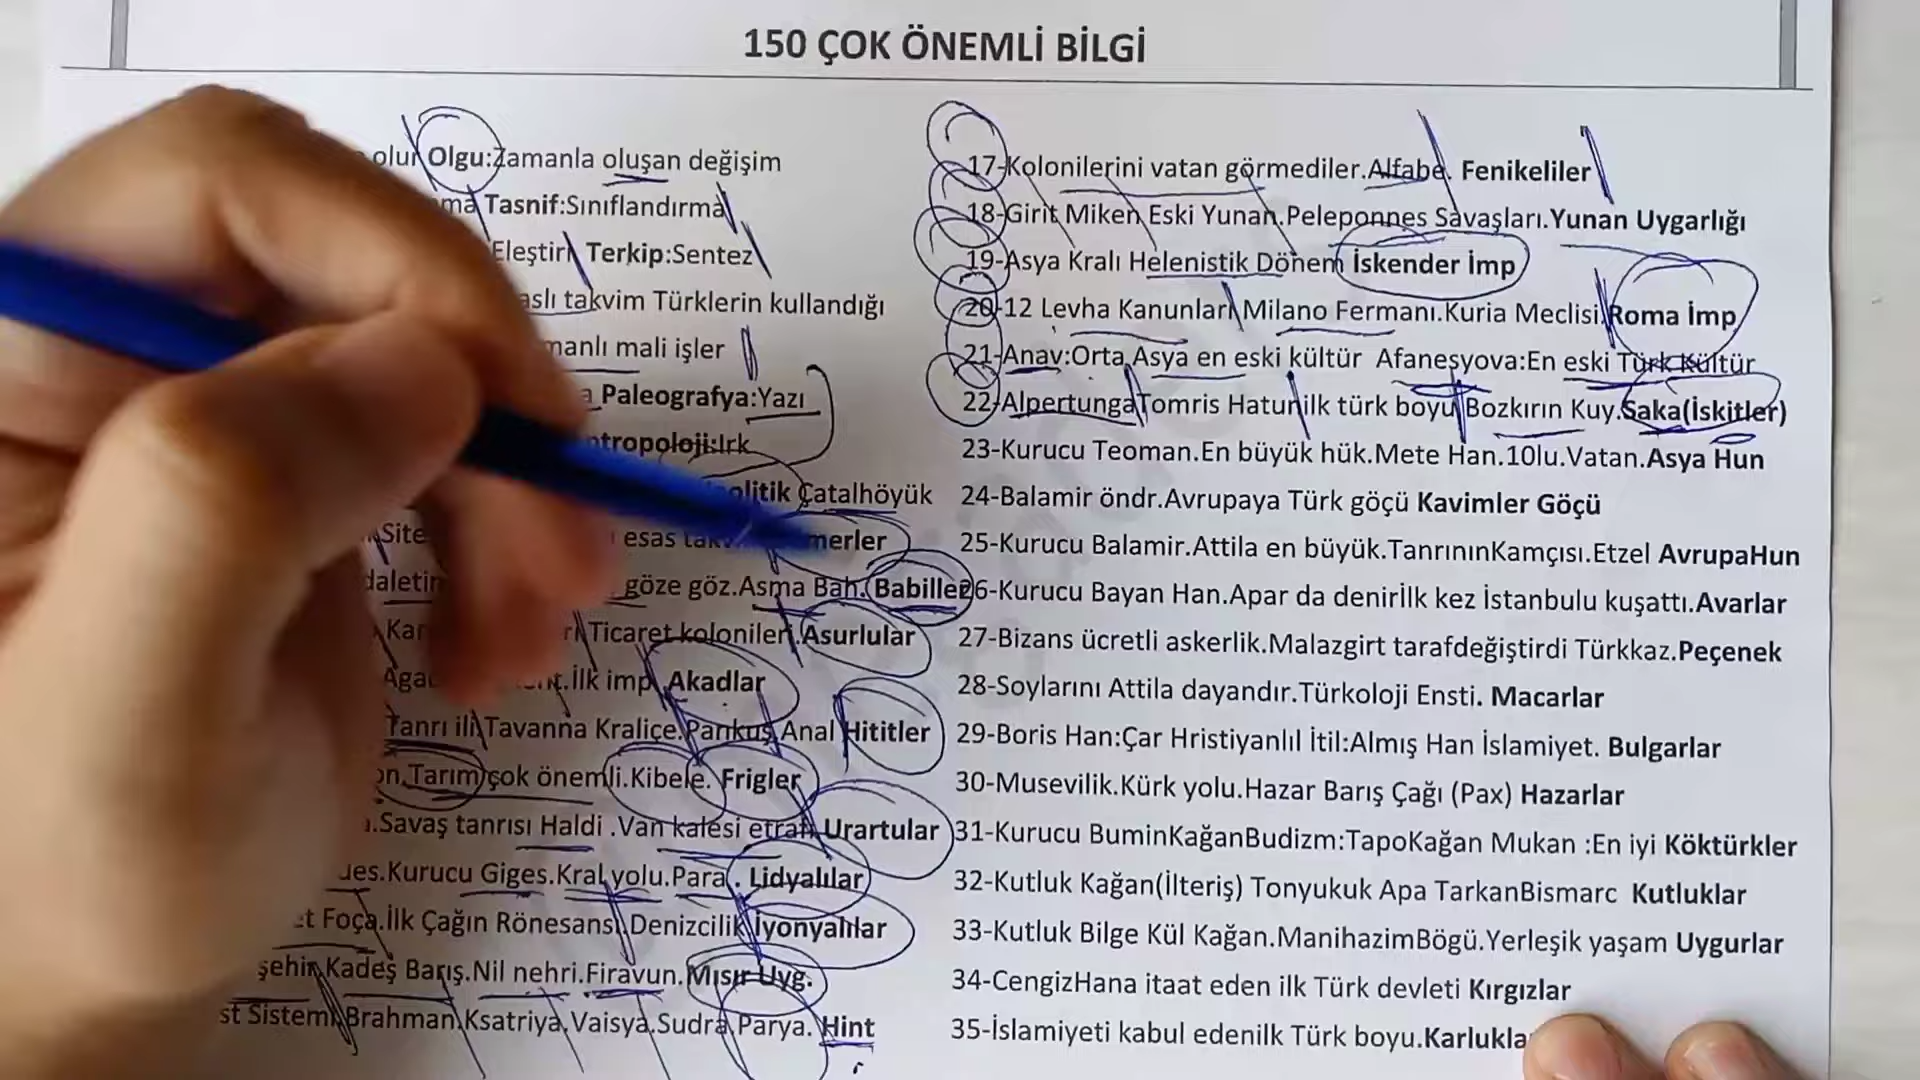 150 ÇOK ÖNEMLİ BİLGİ
olur Olgu:Zamanla oluşan değişim
ma Tasnif:Sınıflandırma
Eleştiri Terkip:Sentez
aslı takvim Türklerin kullandığı
manlı mali işler
Paleografya:Yazı
ntropoloji:Irk
olitik Çatalhöyük
Site esas merler
daletin göze göz.Asma Bah.(Babiller
Kar Ticaret kolonileri.Asurlular
İlk imp. Akadlar
Tanrı ili Tavanna Kraliçe.Pankuş Anal Hititler
on.Tarım çok önemli.Kibele. Frigler
.Savaş tanrısı Haldi .Van kalesi etrafı Urartular
des.Kurucu Giges.Kral yolu.Para . Lidyalılar
et Foça.İlk Çağın Rönesansı.Denizcilik İyonyalılar
şehir Kadeş Barış.Nil nehri.Firavun.Mısır Uyg.
st Sistemi Brahman Ksatriya Vaisya.Sudra Parya. Hint
17-Kolonilerini vatan görmediler.Alfabe. Fenikeliler
18-Girit Miken Eski Yunan.Peleponnes Savaşları.Yunan Uygarlığı
19-Asya Kralı Helenistik Dönem İskender İmp
20-12 Levha Kanunları Milano Fermanı.Kuria Meclisi.Roma İmp
21-Anav:Orta Asya en eski kültür Afanesyova:En eski Türk Kültür
22-Alpertunga Tomris Hatun ilk türk boyu Bozkırın Kuy.Saka(İskitler)
23-Kurucu Teoman.En büyük hük.Mete Han.10lu.Vatan.Asya Hun
24-Balamir öndr.Avrupaya Türk göçü Kavimler Göçü
25-Kurucu Balamir.Attila en büyük.TanrınınKamçısı.Etzel AvrupaHun
26-Kurucu Bayan Han.Apar da denirİlk kez İstanbulu kuşattı.Avarlar
27-Bizans ücretli askerlik.Malazgirt tarafdeğiştirdi Türkkaz.Peçenek
28-Soylarını Attila dayandır.Türkoloji Ensti. Macarlar
29-Boris Han:Çar Hristiyanlıl İtil:Almış Han İslamiyet. Bulgarlar
30-Musevilik.Kürk yolu.Hazar Barış Çağı (Pax) Hazarlar
31-Kurucu BuminKağanBudizm:TapoKağan Mukan :En iyi Köktürkler
32-Kutluk Kağan(İlteriş) Tonyukuk Apa TarkanBismarc Kutluklar
33-Kutluk Bilge Kül Kağan.ManihazimBögü.Yerleşik yaşam Uygurlar
34-CengizHana itaat eden ilk Türk devleti Kırgızlar
35-İslamiyeti kabul edenilk Türk boyu.Karlukla